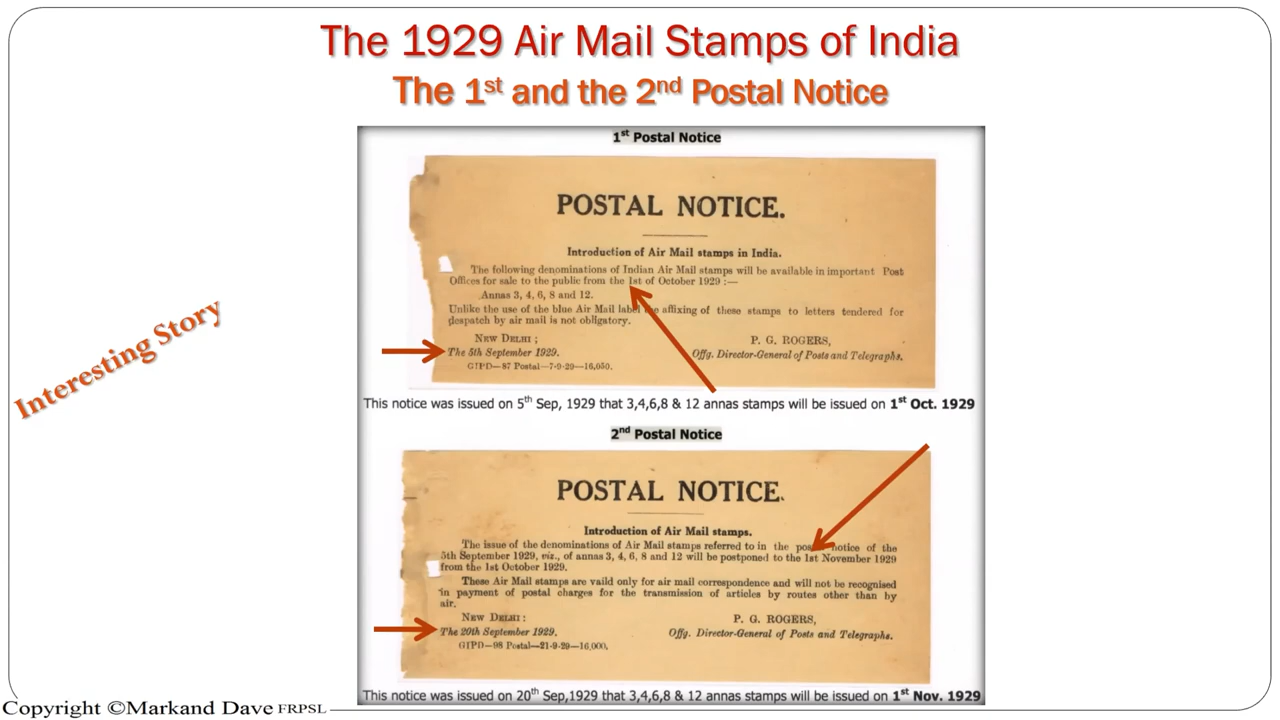 The 1929 Air Mail Stamps of India
The 1st and the 2nd Postal Notice
Interesting Story
1st Postal Notice
POSTAL NOTICE.
Introduction of Air Mail stamps in India.
The following denominations of Indian Air Mail stamps will be available in important Post
Offices for sale to the public from the 1st of October 1929 :—
Annas 3, 4, 6, 8 and 12.
Unlike the use of the blue Air Mail label the affixing of these stamps to letters tendered for
despatch by air mail is not obligatory.
NEW DELHI ;
The 5th September 1929.
GIPD—87 Postal—7-9-29—16,050.
P. G. ROGERS,
Offg. Director-General of Posts and Telegraphs.
This notice was issued on 5th Sep, 1929 that 3,4,6,8 & 12 annas stamps will be issued on 1st Oct. 1929
2nd Postal Notice
POSTAL NOTICE.
Introduction of Air Mail stamps.
The issue of the denominations of Air Mail stamps referred to in the postal notice of the
5th September 1929, viz., of annas 3, 4, 6, 8 and 12 will be postponed to the 1st November 1929
from the 1st October 1929.
These Air Mail stamps are vaild only for air mail correspondence and will not be recognised
in payment of postal charges for the transmission of articles by routes other than by
air.
NEW DELHI :
The 20th September 1929.
GIPD—98 Postal—21-9-29—16,000.
P. G. ROGERS,
Offg. Director-General of Posts and Telegraphs.
This notice was issued on 20th Sep,1929 that 3,4,6,8 & 12 annas stamps will be issued on 1st Nov. 1929
Copyright ©Markand Dave FRPSL